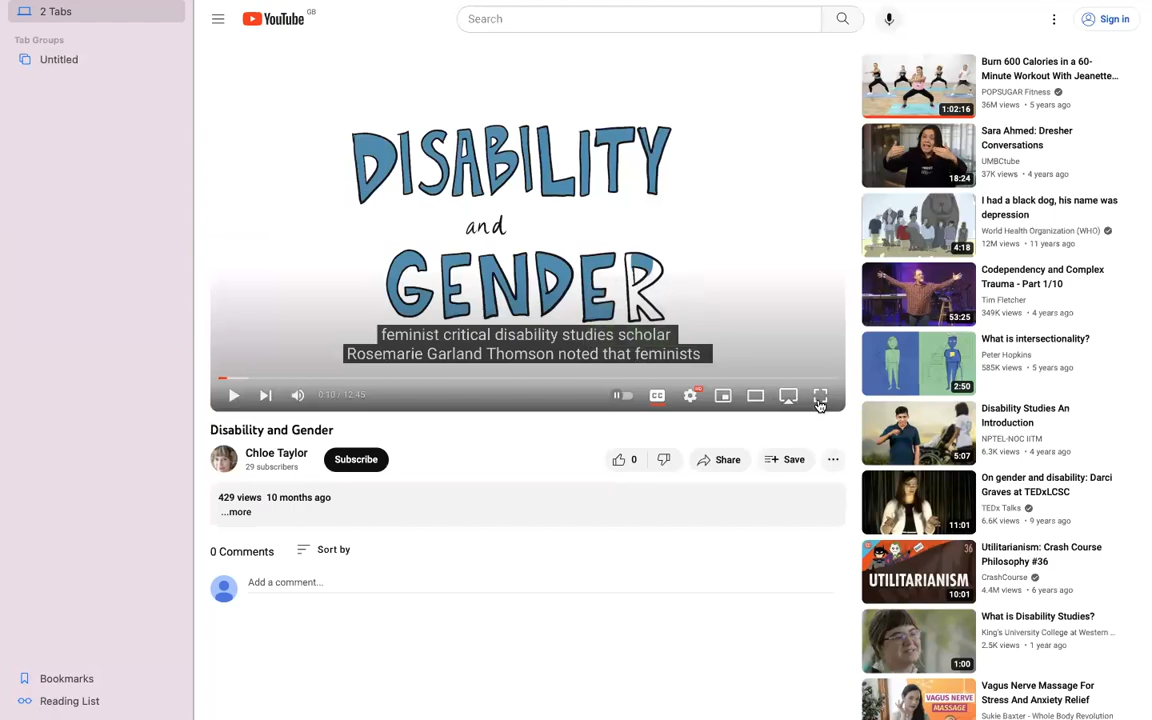 2 Tabs
Tab Groups
Untitled
Bookmarks
Reading List
YouTube GB
Search
Sign in
DISABILITY
and
GENDER
feminist critical disability studies scholar
Rosemarie Garland Thomson noted that feminists
0:10 / 12:45
CC
HD
Disability and Gender
Chloe Taylor
29 subscribers
Subscribe
0
Share
Save
429 views 10 months ago
...more
0 Comments
Sort by
Add a comment...
1:02:16
Burn 600 Calories in a 60-
Minute Workout With Jeanette...
POPSUGAR Fitness
36M views • 5 years ago
18:24
Sara Ahmed: Dresher
Conversations
UMBCtube
37K views • 4 years ago
4:18
I had a black dog, his name was
depression
World Health Organization (WHO)
12M views • 11 years ago
53:25
Codependency and Complex
Trauma - Part 1/10
Tim Fletcher
349K views • 4 years ago
2:50
What is intersectionality?
Peter Hopkins
585K views • 5 years ago
5:07
Disability Studies An
Introduction
NPTEL-NOC IITM
6.3K views • 4 years ago
11:01
On gender and disability: Darci
Graves at TEDxLCSC
TEDx Talks
6.6K views • 9 years ago
36
UTILITARIANISM
10:01
Utilitarianism: Crash Course
Philosophy #36
CrashCourse
4.4M views • 6 years ago
1:00
What is Disability Studies?
King's University College at Western ...
2.5K views • 1 year ago
VAGUS NERVE
MASSAGE
Vagus Nerve Massage For
Stress And Anxiety Relief
Sukie Baxter - Whole Body Revolution